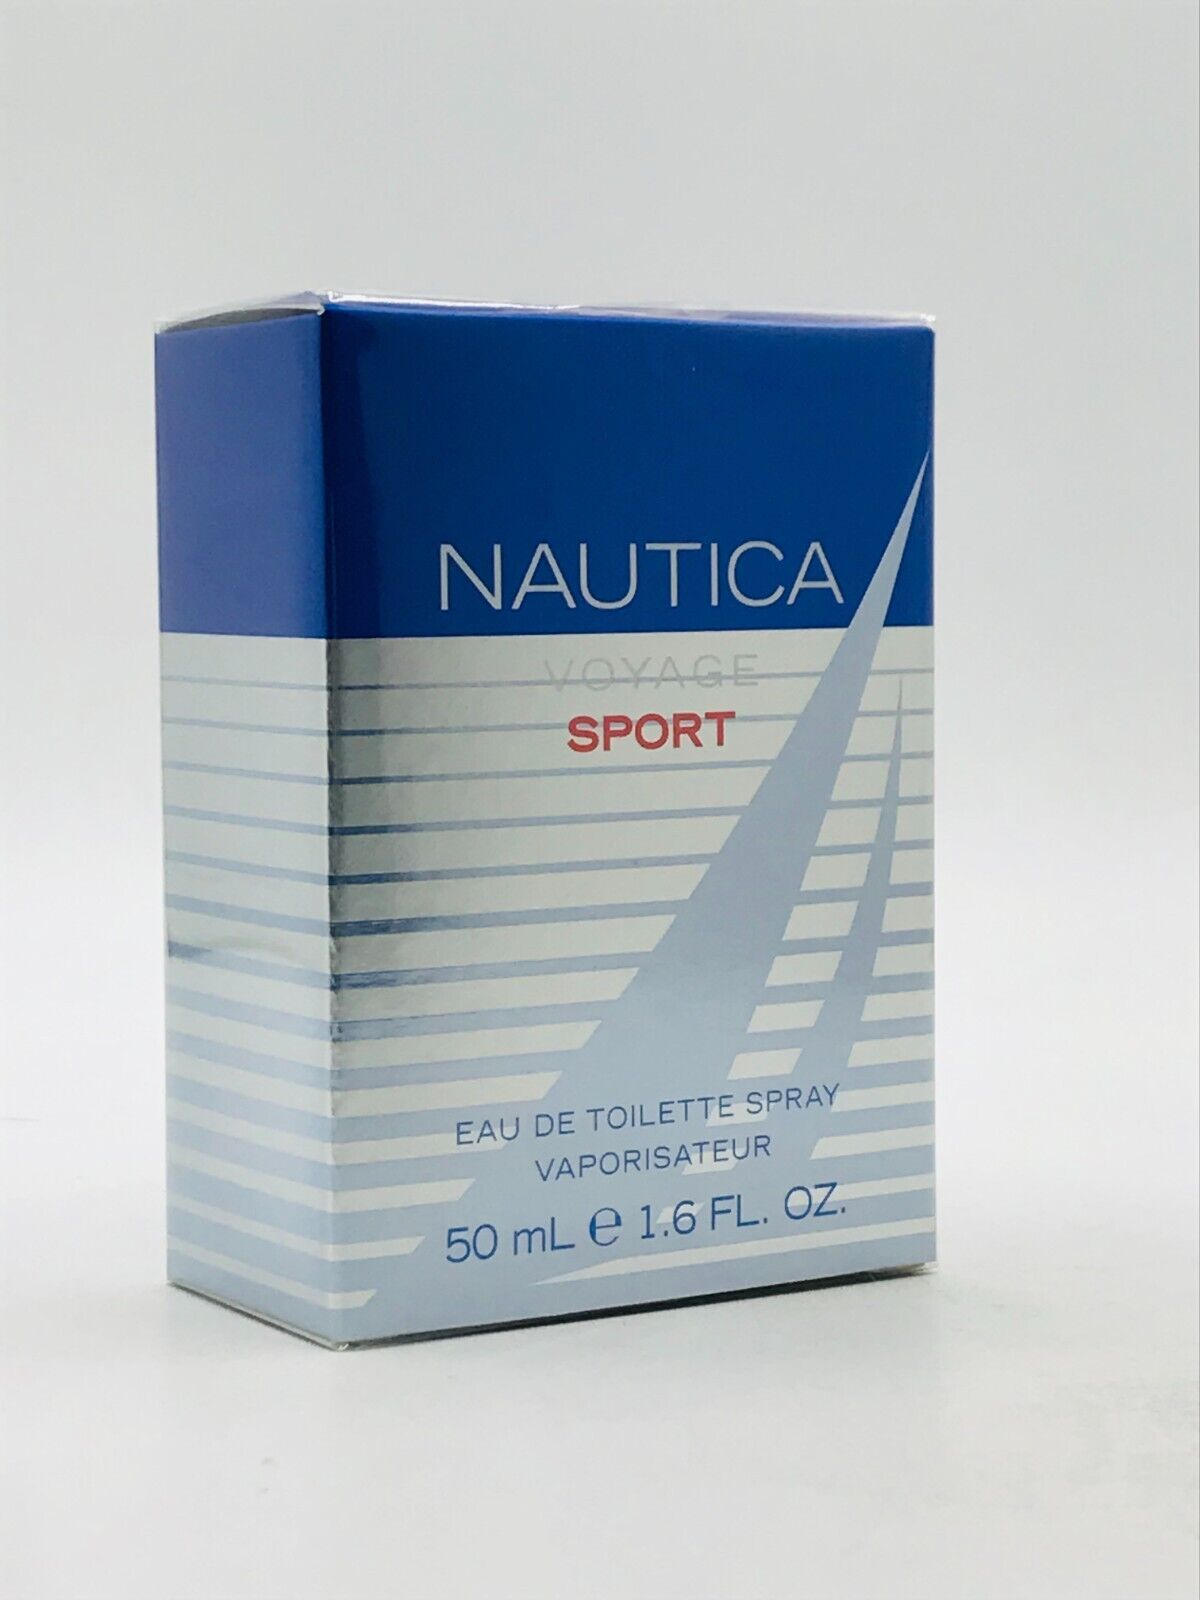 NAUTICA
VOYAGE
SPORT
EAU DE TOILETTE SPRAY
VAPORISATEUR
50 mL ℮ 1.6 FL. OZ.